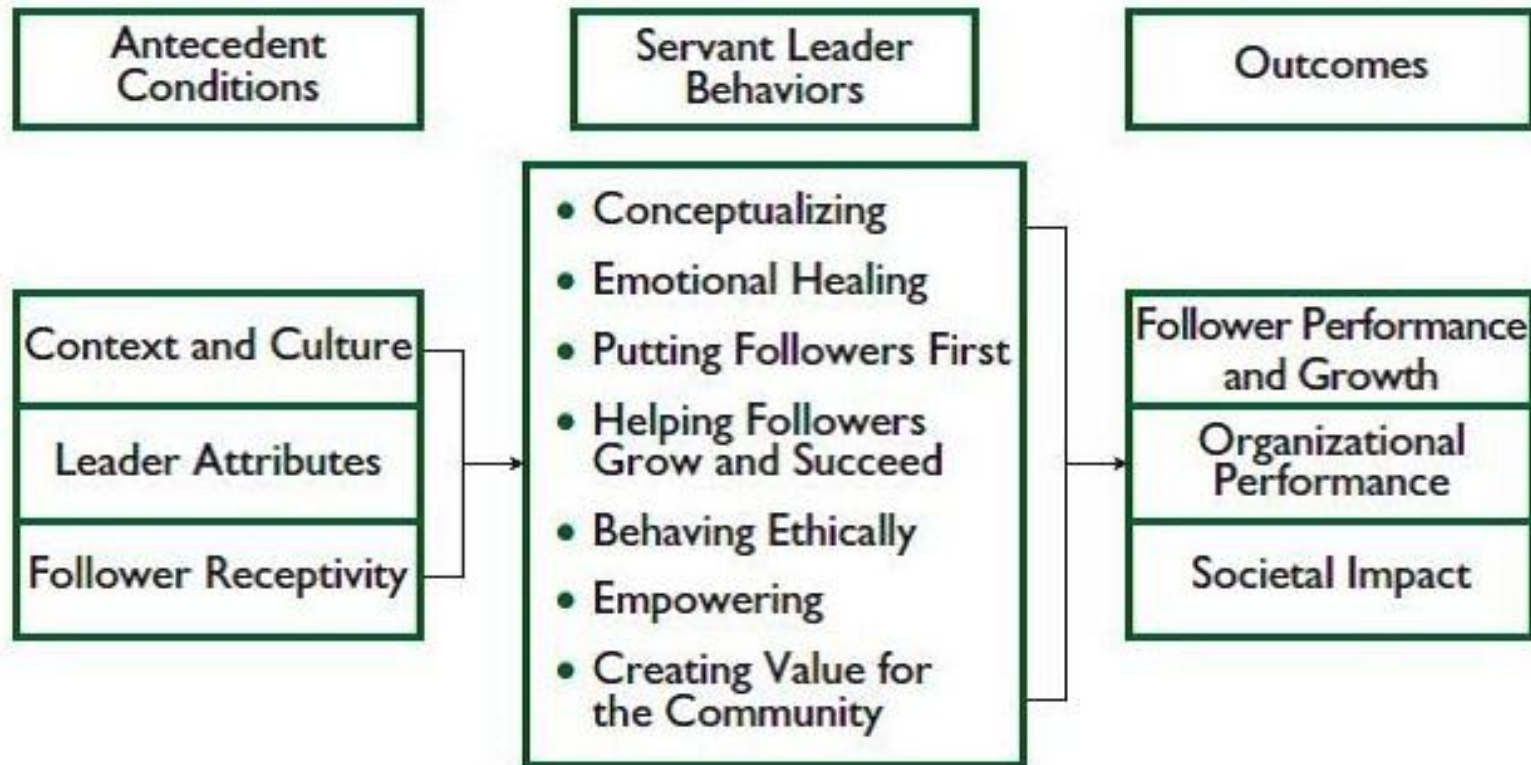 Antecedent
Conditions
Servant Leader
Behaviors
Outcomes
Context and Culture
Leader Attributes
Follower Receptivity
• Conceptualizing
• Emotional Healing
• Putting Followers First
• Helping Followers
Grow and Succeed
• Behaving Ethically
• Empowering
• Creating Value for
the Community
Follower Performance
and Growth
Organizational
Performance
Societal Impact